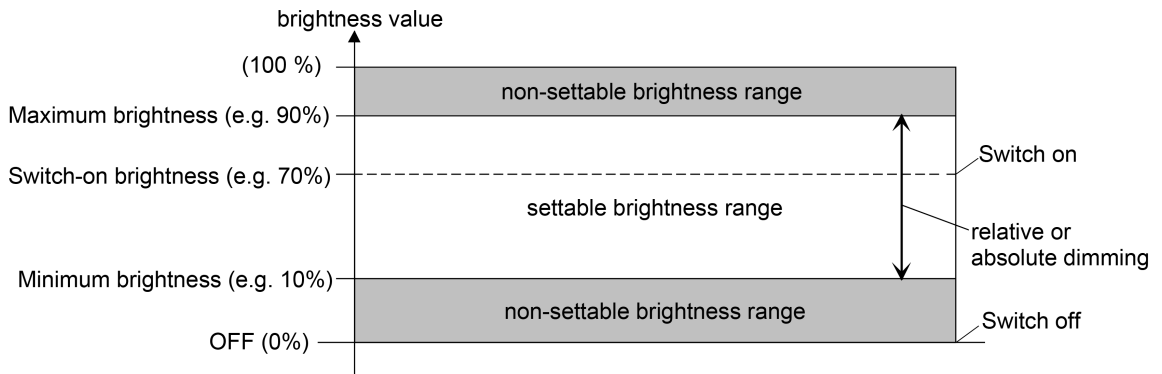 brightness value
(100 %)
non-settable brightness range
Maximum brightness (e.g. 90%)
Switch on
Switch-on brightness (e.g. 70%)
settable brightness range
relative or
absolute dimming
Minimum brightness (e.g. 10%)
non-settable brightness range
Switch off
OFF (0%)